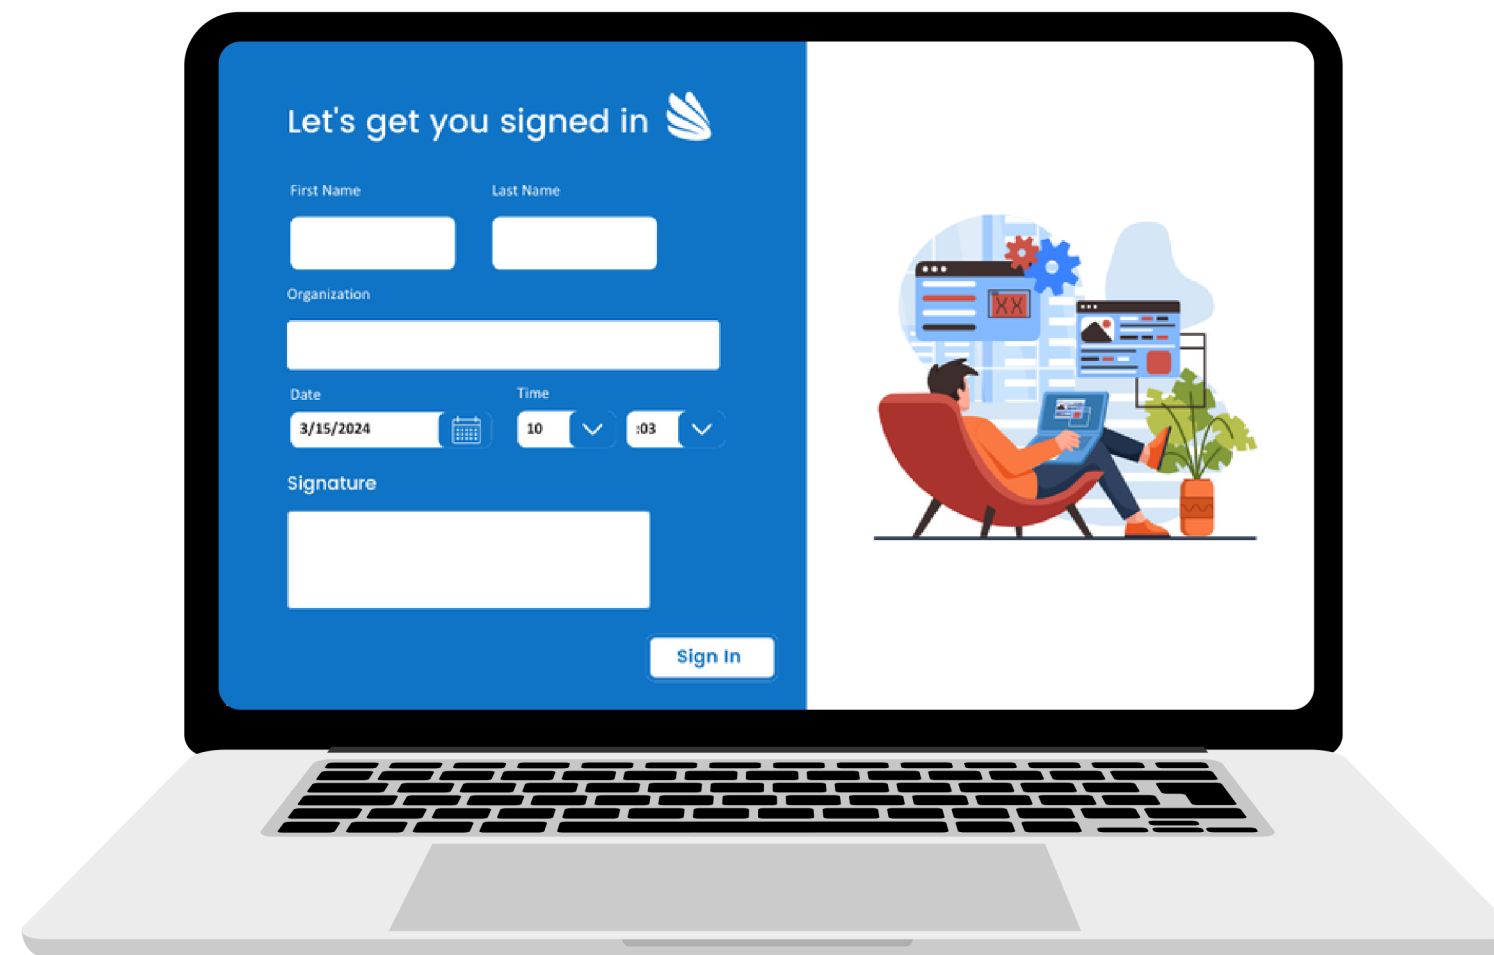 Let's get you signed in
First Name Last Name
Organization
Date Time
3/15/2024 10 :03
Signature
Sign In